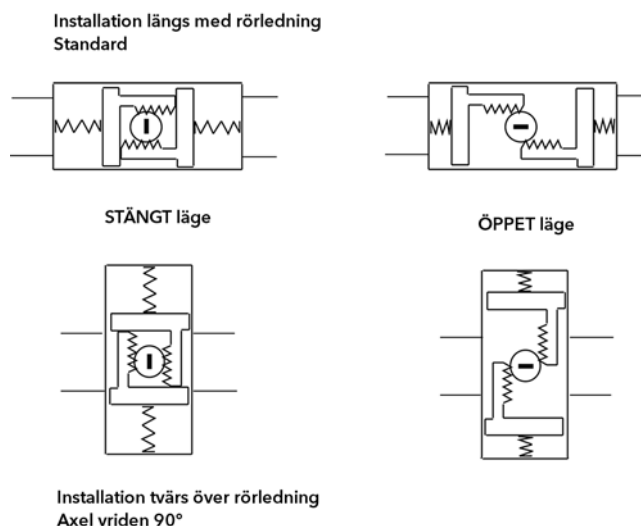 Installation längs med rörledning
Standard
STÄNGT läge
ÖPPET läge
Installation tvärs över rörledning
Axel vriden 90°